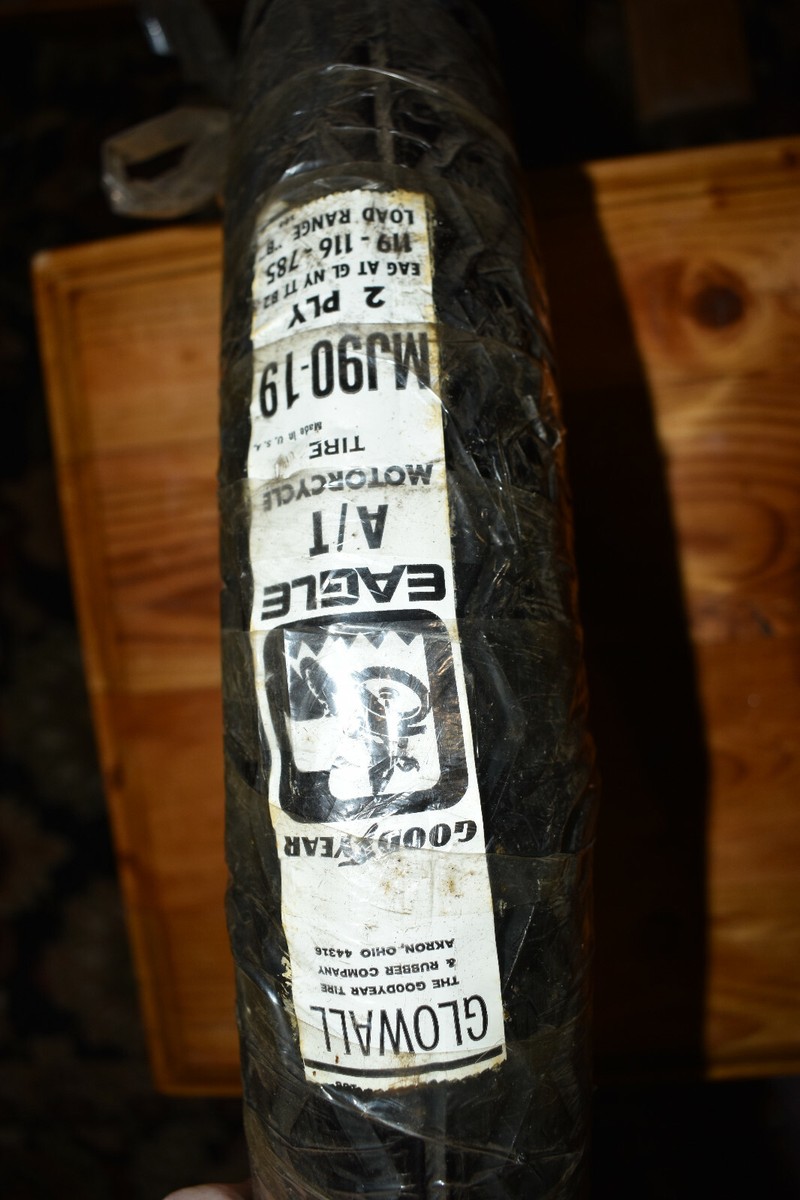 GLOWALL
THE GOODYEAR TIRE
& RUBBER COMPANY
AKRON, OHIO 44316
GOODYEAR
EAGLE
A/T
MOTORCYCLE
TIRE
Made in U.S.A.
MJ90-19
2 PLY
EAG AT GL NY TT B2
119-116-785
LOAD RANGE "B"